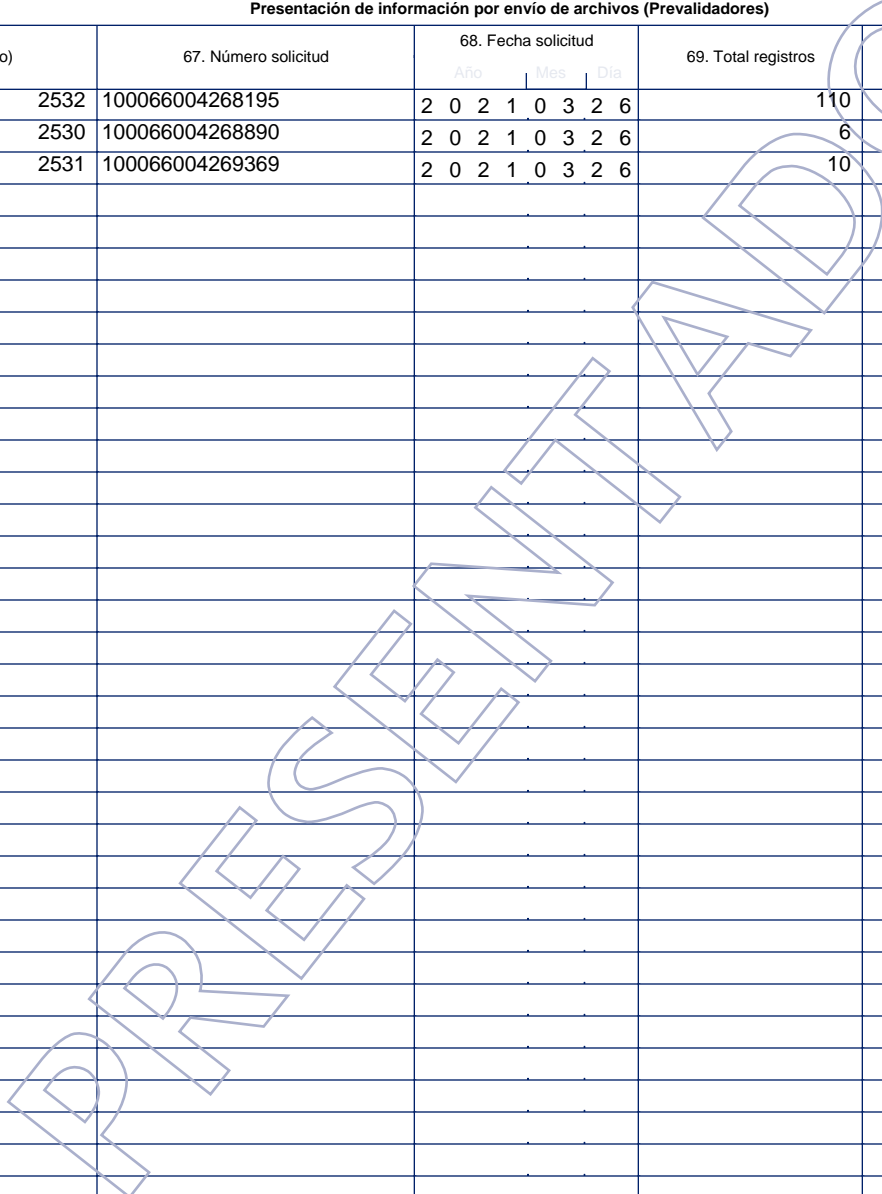 Presentación de información por envío de archivos (Prevalidadores)
o) 67. Número solicitud 68. Fecha solicitud 69. Total registros
Año Mes Día
2532 100066004268195 2 0 2 1 0 3 2 6 110
2530 100066004268890 2 0 2 1 0 3 2 6 6
2531 100066004269369 2 0 2 1 0 3 2 6 10
PRESENTADO